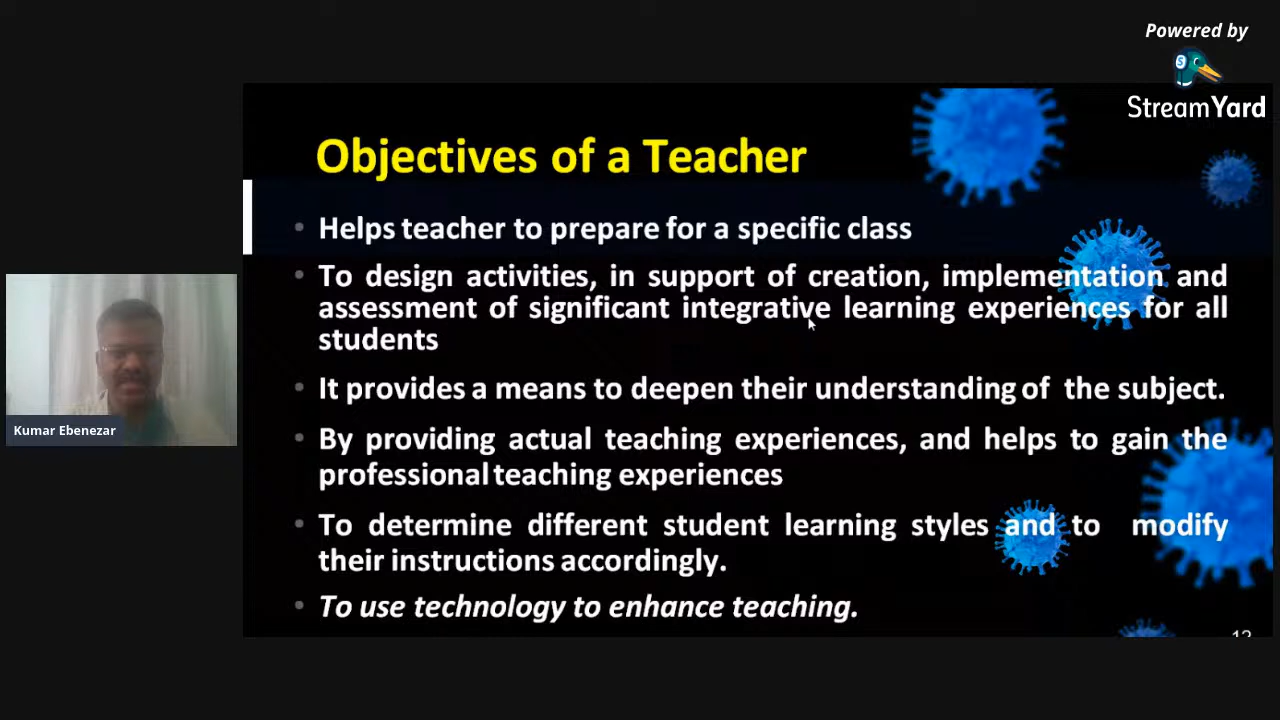 Powered by
StreamYard
Objectives of a Teacher
• Helps teacher to prepare for a specific class
• To design activities, in support of creation, implementation and
assessment of significant integrative learning experiences for all
students
• It provides a means to deepen their understanding of the subject.
• By providing actual teaching experiences, and helps to gain the
professional teaching experiences
• To determine different student learning styles and to modify
their instructions accordingly.
• To use technology to enhance teaching.
Kumar Ebenezar